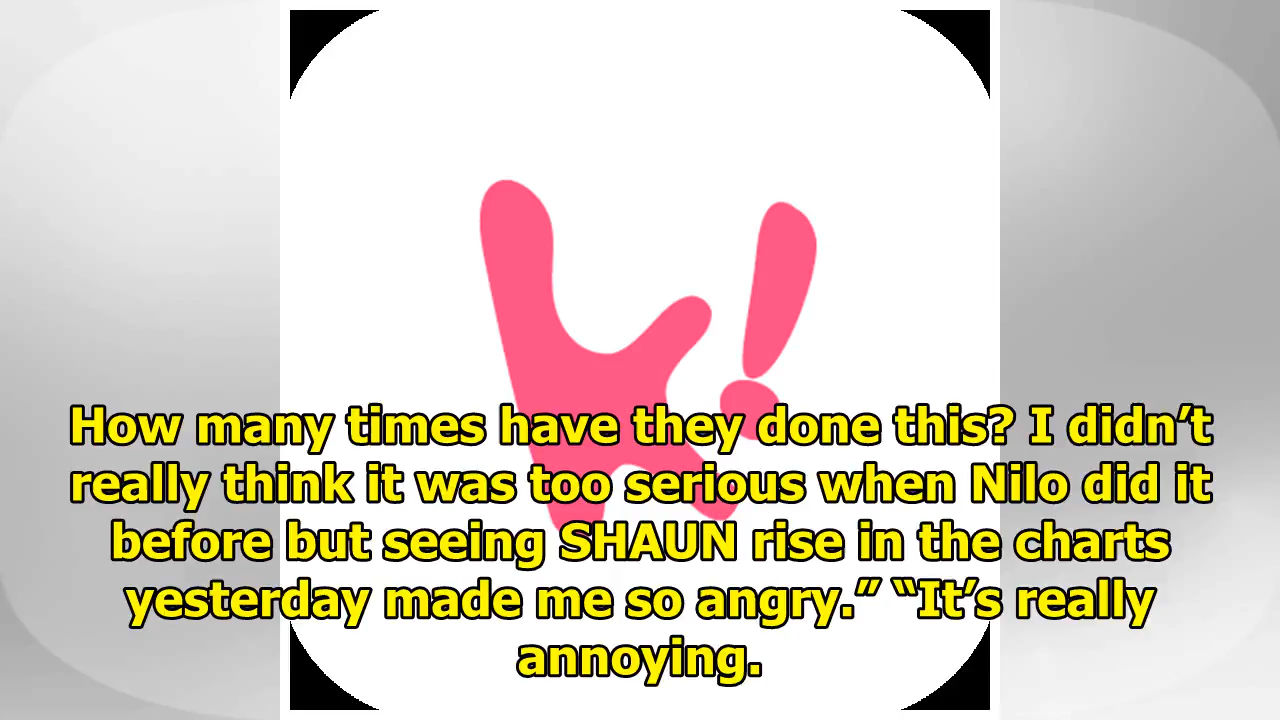 k!
How many times have they done this? I didn’t
really think it was too serious when Nilo did it
before but seeing SHAUN rise in the charts
yesterday made me so angry.” “It’s really
annoying.